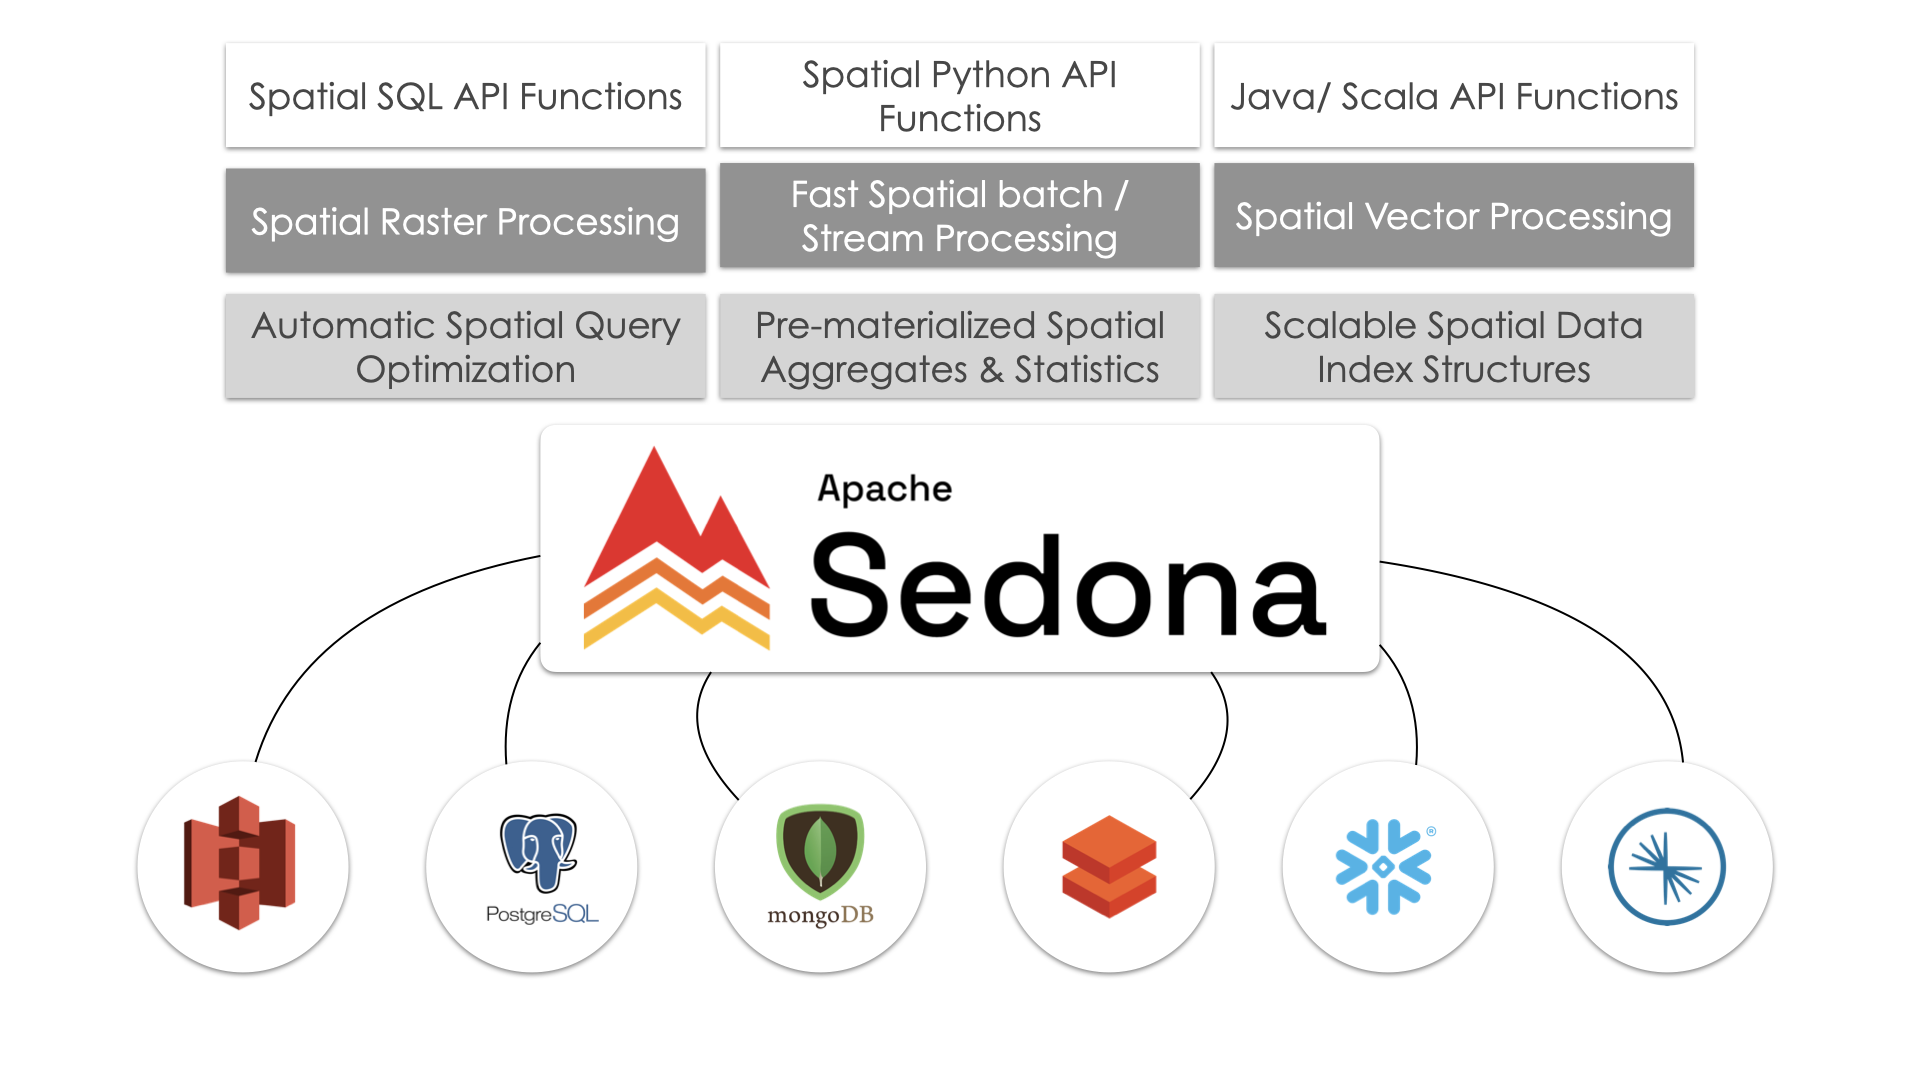 Spatial SQL API Functions
Spatial Python API
Functions
Java/ Scala API Functions
Spatial Raster Processing
Fast Spatial batch /
Stream Processing
Spatial Vector Processing
Automatic Spatial Query
Optimization
Pre-materialized Spatial
Aggregates & Statistics
Scalable Spatial Data
Index Structures
Apache
Sedona
PostgreSQL
mongoDB
®